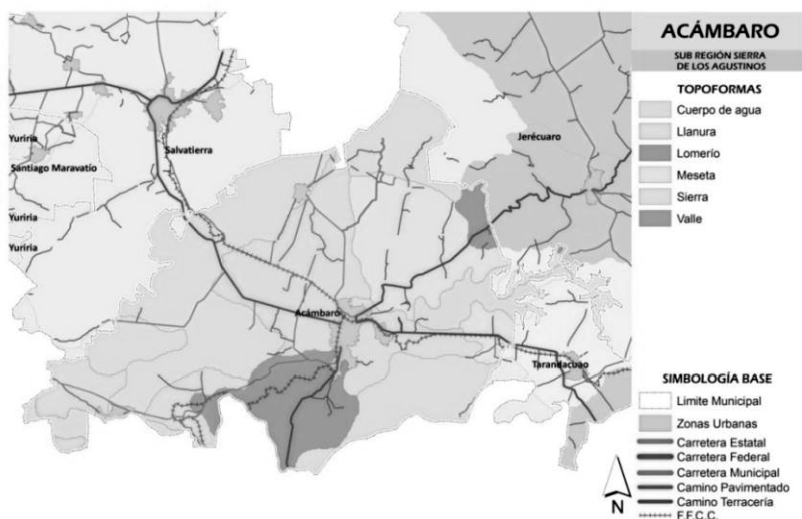 ACÁMBARO
SUB REGIÓN SIERRA
DE LOS AGUSTINOS
TOPOFORMAS
Cuerpo de agua
Llanura
Lomerío
Meseta
Sierra
Valle
Yuriria
Santiago Maravatío
Salvatierra
Jerécuaro
Yuriria
Yuriria
Acámbaro
Tarandacuao
SIMBOLOGÍA BASE
Limite Municipal
Zonas Urbanas
Carretera Estatal
Carretera Federal
Carretera Municipal
Camino Pavimentado
Camino Terracería
F.F.C.C.
N